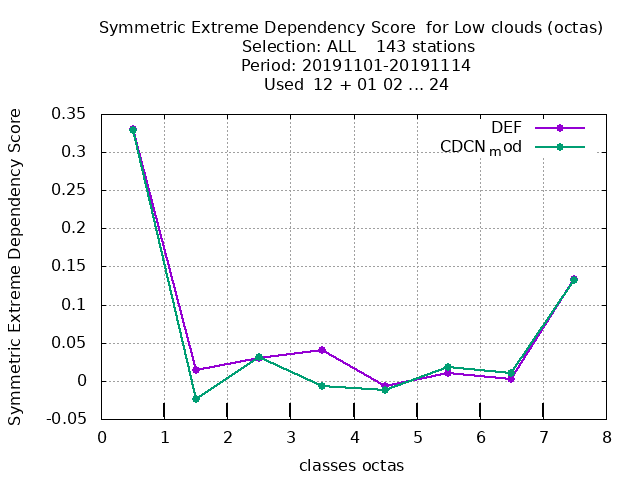 Symmetric Extreme Dependency Score for Low clouds (octas)
Selection: ALL 143 stations
Period: 20191101-20191114
Used 12 + 01 02 ... 24
Symmetric Extreme Dependency Score
0.35
0.3
0.25
0.2
0.15
0.1
0.05
0
-0.05
DEF
CDCNmod
0 1 2 3 4 5 6 7 8
classes octas